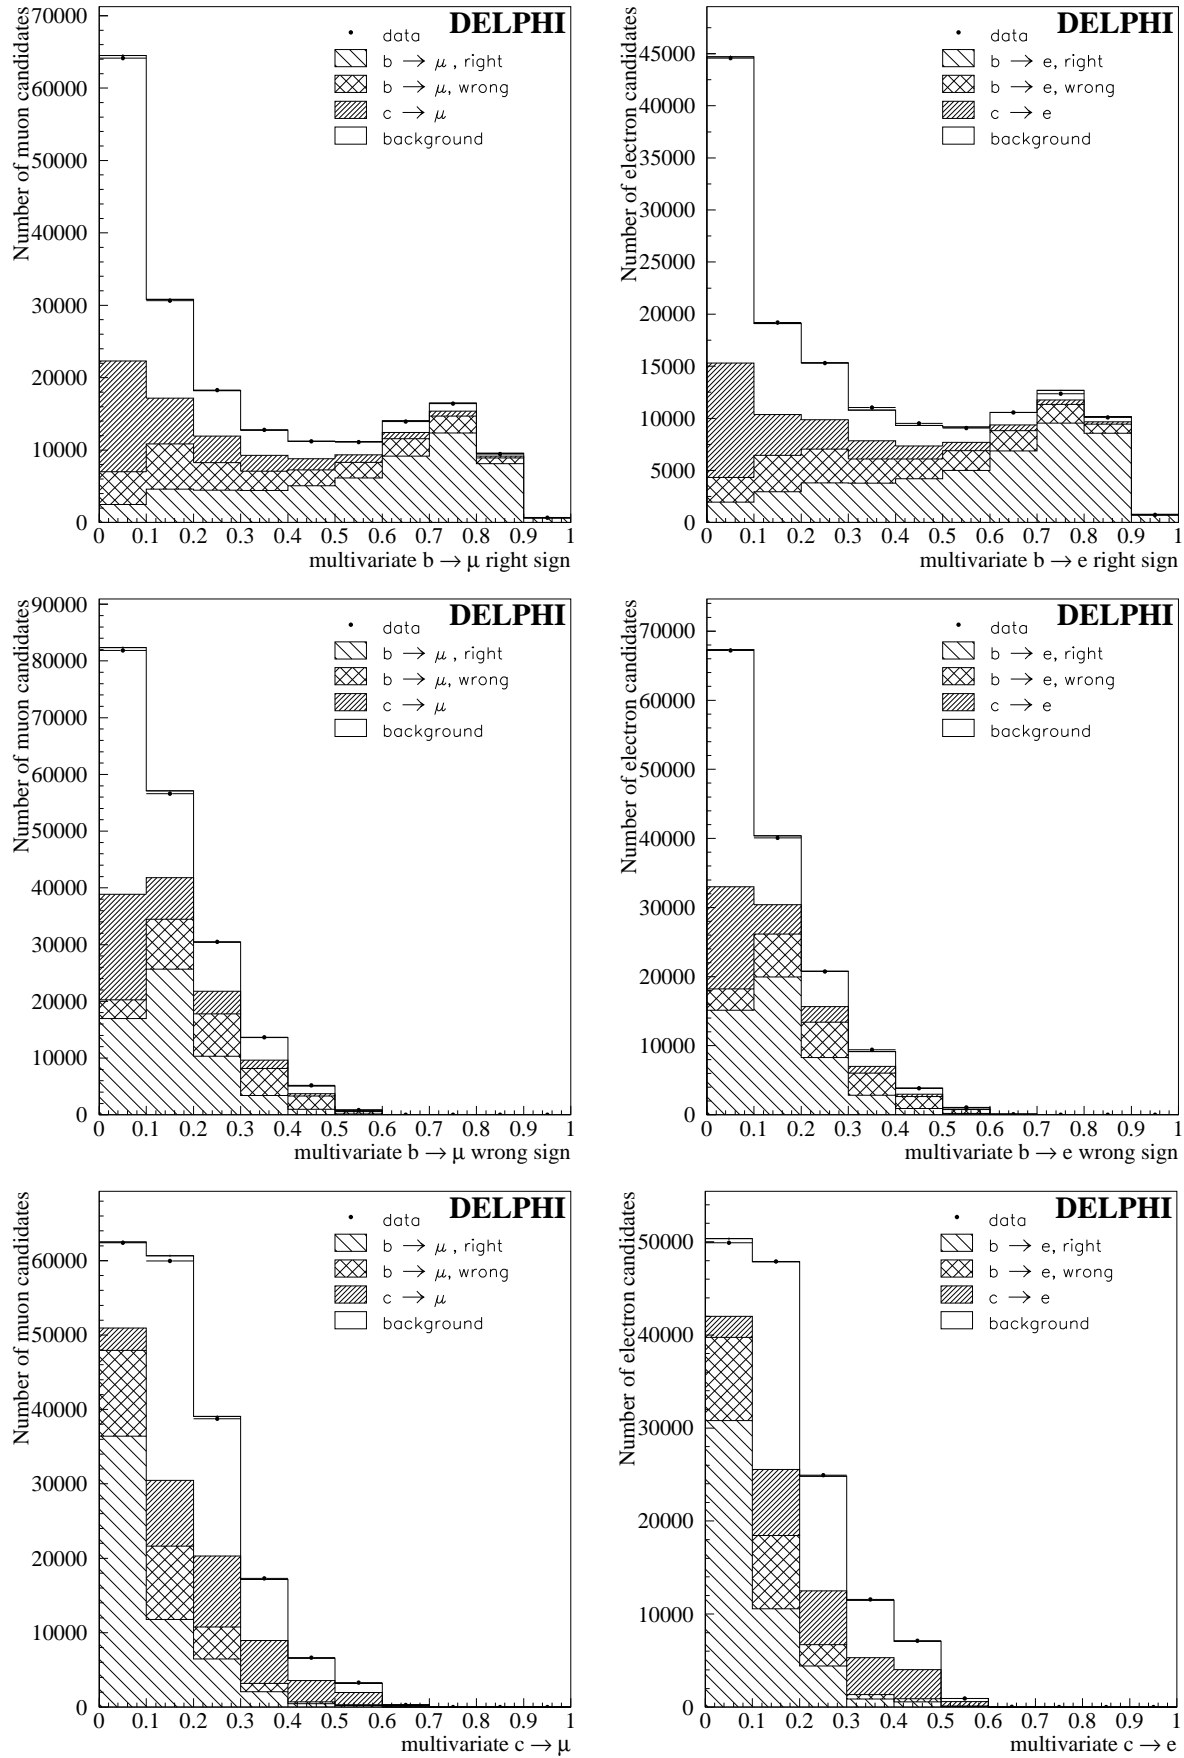 DELPHI
Number of muon candidates
70000
60000
50000
40000
30000
20000
10000
0
data
b → μ , right
b → μ, wrong
c → μ
background
0 0.1 0.2 0.3 0.4 0.5 0.6 0.7 0.8 0.9 1
multivariate b → μ right sign
DELPHI
Number of electron candidates
45000
40000
35000
30000
25000
20000
15000
10000
5000
0
data
b → e, right
b → e, wrong
c → e
background
0 0.1 0.2 0.3 0.4 0.5 0.6 0.7 0.8 0.9 1
multivariate b → e right sign
DELPHI
Number of muon candidates
90000
80000
70000
60000
50000
40000
30000
20000
10000
0
data
b → μ , right
b → μ, wrong
c → μ
background
0 0.1 0.2 0.3 0.4 0.5 0.6 0.7 0.8 0.9 1
multivariate b → μ wrong sign
DELPHI
Number of electron candidates
70000
60000
50000
40000
30000
20000
10000
0
data
b → e, right
b → e, wrong
c → e
background
0 0.1 0.2 0.3 0.4 0.5 0.6 0.7 0.8 0.9 1
multivariate b → e wrong sign
DELPHI
Number of muon candidates
60000
50000
40000
30000
20000
10000
0
data
b → μ , right
b → μ, wrong
c → μ
background
0 0.1 0.2 0.3 0.4 0.5 0.6 0.7 0.8 0.9 1
multivariate c → μ
DELPHI
Number of electron candidates
50000
40000
30000
20000
10000
0
data
b → e, right
b → e, wrong
c → e
background
0 0.1 0.2 0.3 0.4 0.5 0.6 0.7 0.8 0.9 1
multivariate c → e